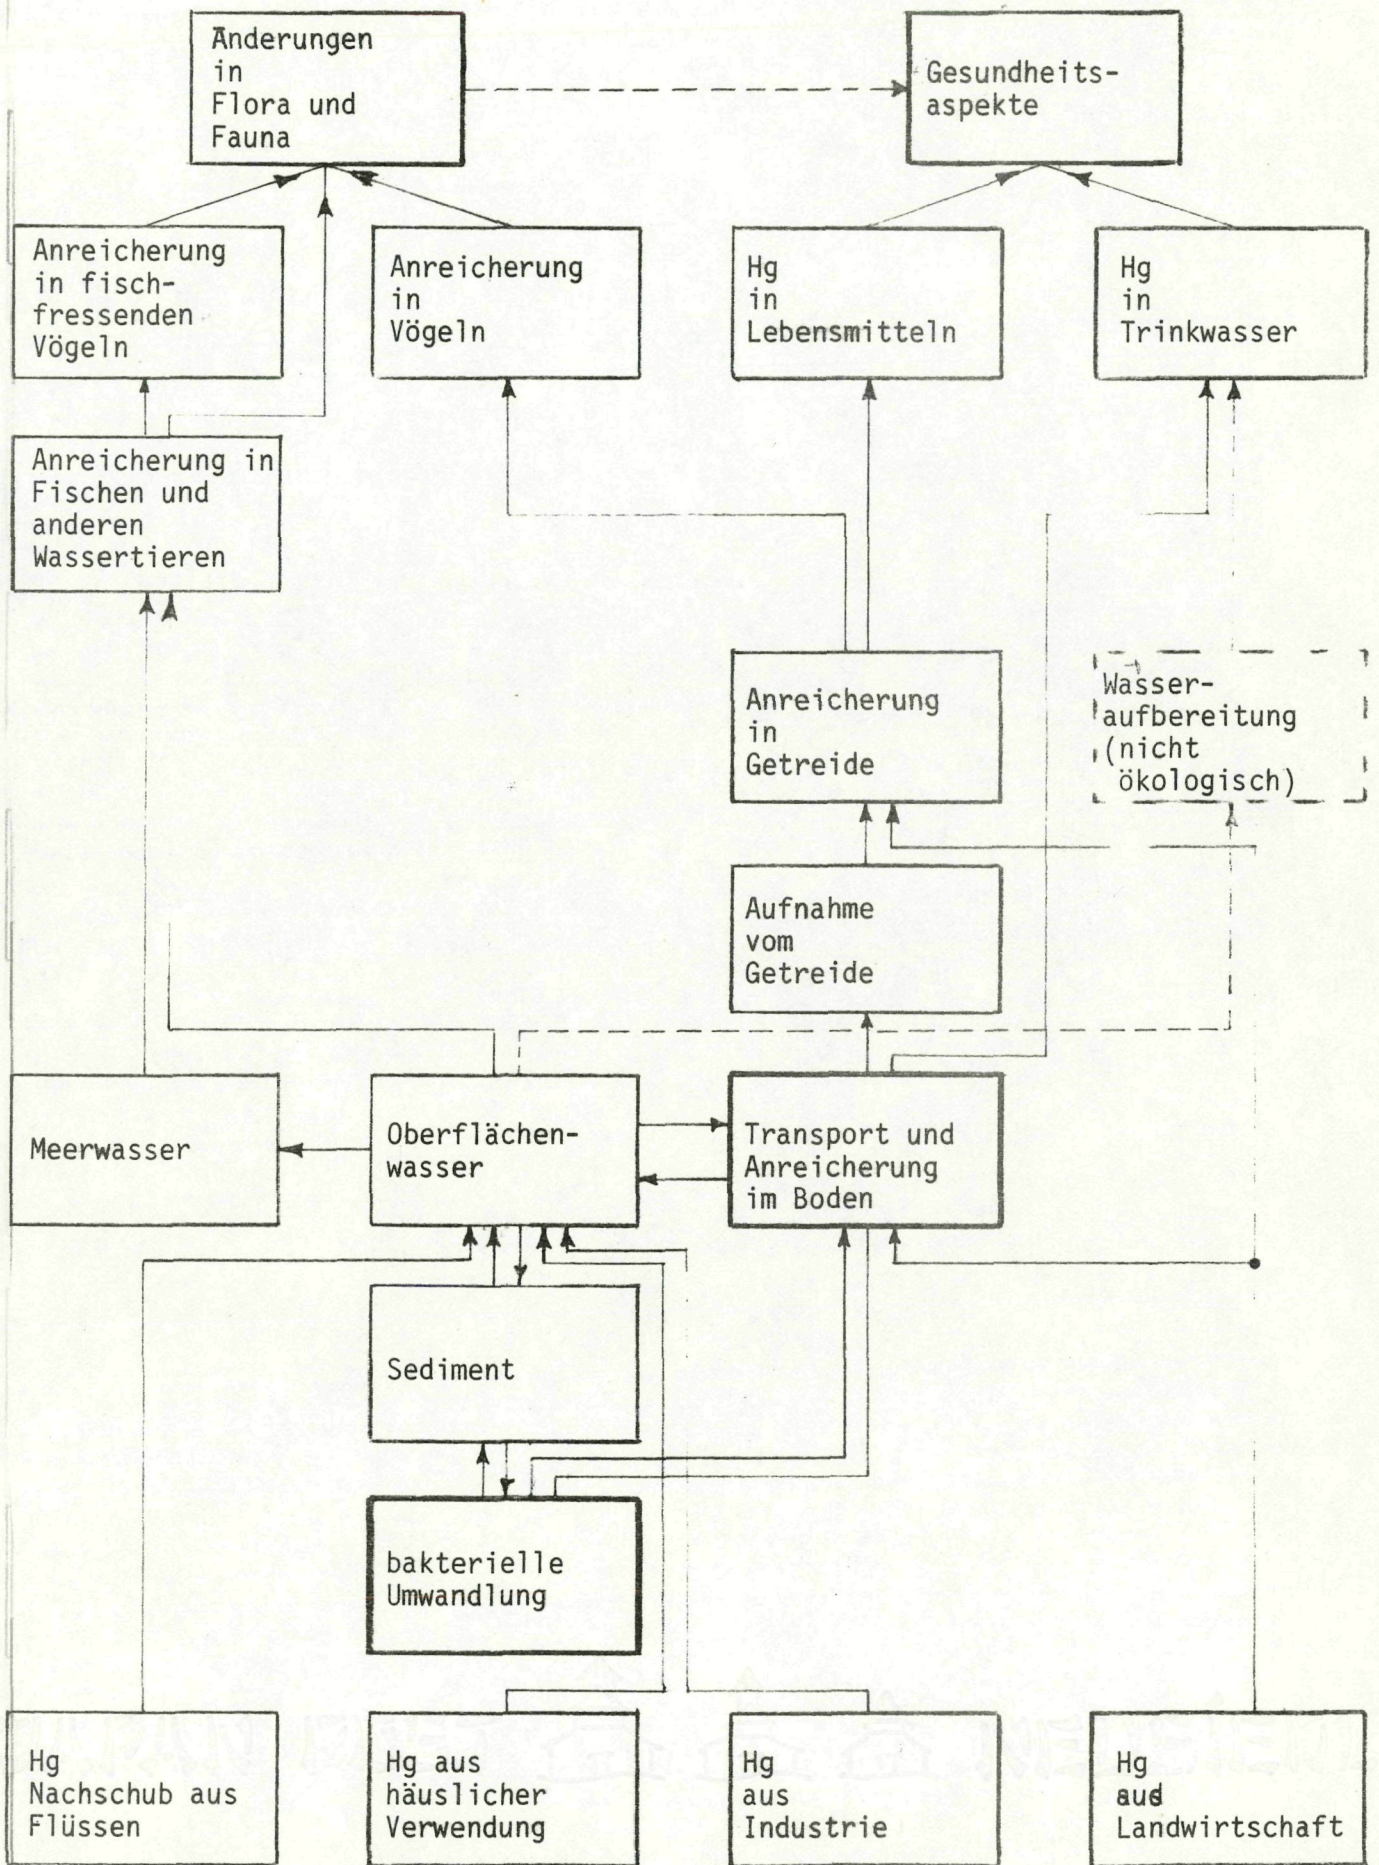 Änderungen
in
Flora und
Fauna
Gesundheits-
aspekte
Anreicherung
in fisch-
fressenden
Vögeln
Anreicherung
in
Vögeln
Hg
in
Lebensmitteln
Hg
in
Trinkwasser
Anreicherung in
Fischen und
anderen
Wassertieren
Anreicherung
in
Getreide
Wasser-
aufbereitung
(nicht
ökologisch)
Aufnahme
vom
Getreide
Meerwasser
Oberflächen-
wasser
Transport und
Anreicherung
im Boden
Sediment
bakterielle
Umwandlung
Hg
Nachschub aus
Flüssen
Hg aus
häuslicher
Verwendung
Hg
aus
Industrie
Hg
aus
Landwirtschaft